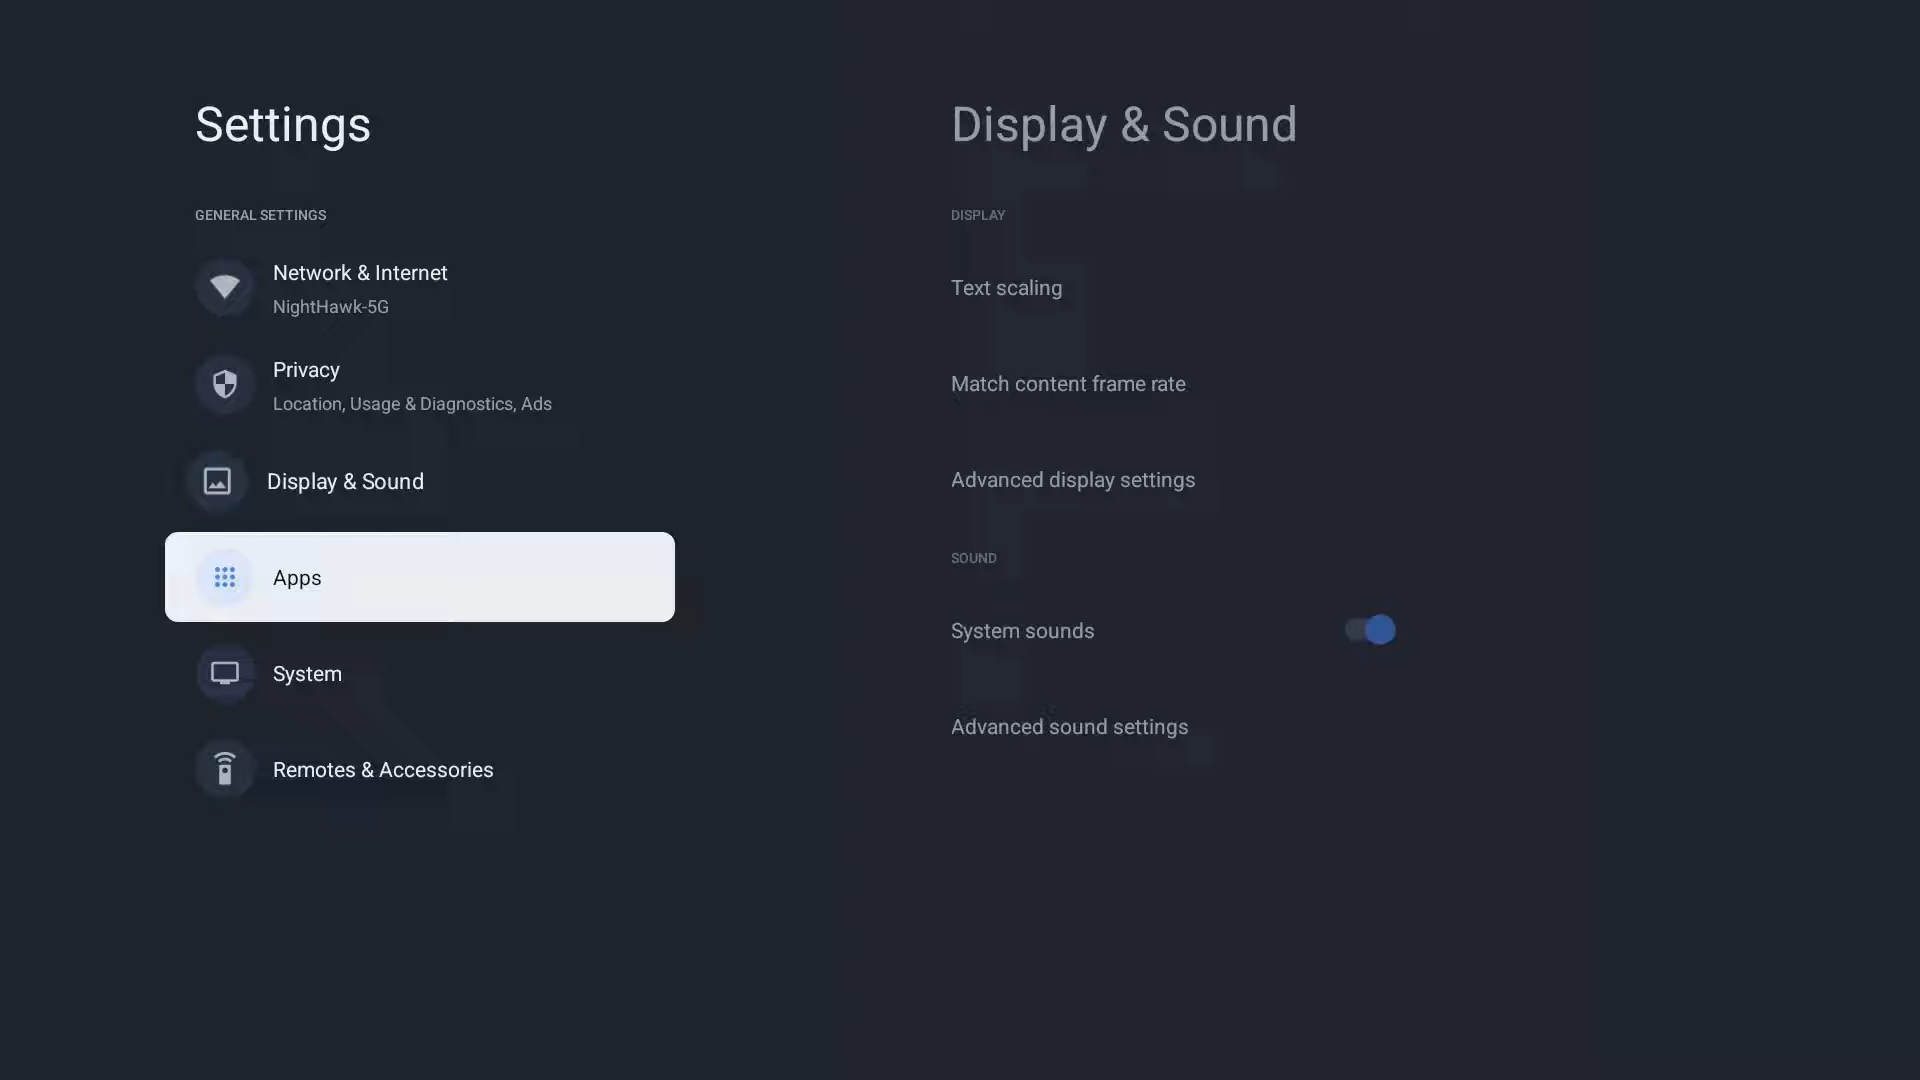 Settings
GENERAL SETTINGS
Network & Internet
NightHawk-5G
Privacy
Location, Usage & Diagnostics, Ads
Display & Sound
Apps
System
Remotes & Accessories
Display & Sound
DISPLAY
Text scaling
Match content frame rate
Advanced display settings
SOUND
System sounds
Advanced sound settings